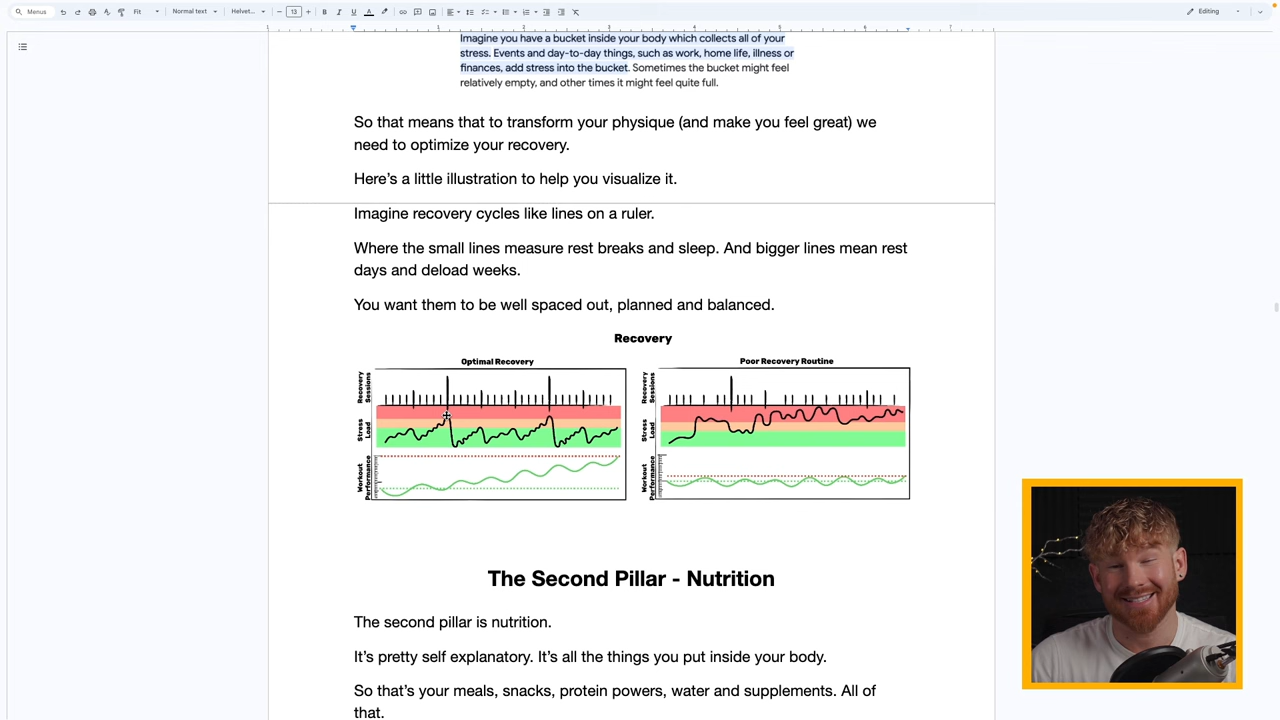 Menus
Fit
Normal text
Helvet...
13
Editing
Imagine you have a bucket inside your body which collects all of your
stress. Events and day-to-day things, such as work, home life, illness or
finances, add stress into the bucket. Sometimes the bucket might feel
relatively empty, and other times it might feel quite full.
So that means that to transform your physique (and make you feel great) we
need to optimize your recovery.
Here's a little illustration to help you visualize it.
Imagine recovery cycles like lines on a ruler.
Where the small lines measure rest breaks and sleep. And bigger lines mean rest
days and deload weeks.
You want them to be well spaced out, planned and balanced.
Recovery
Optimal Recovery
Recovery
Sessions
Stress
Load
Workout
Performance
Poor Recovery Routine
Recovery
Sessions
Stress
Load
Workout
Performance
The Second Pillar - Nutrition
The second pillar is nutrition.
It's pretty self explanatory. It's all the things you put inside your body.
So that's your meals, snacks, protein powers, water and supplements. All of
that.